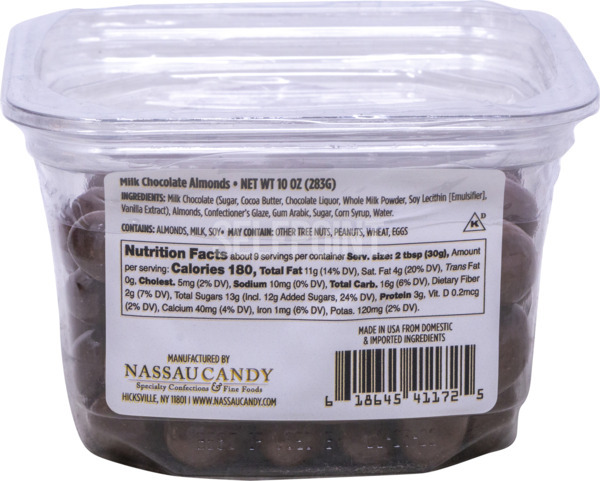 Milk Chocolate Almonds • NET WT 10 OZ (283G)
INGREDIENTS: Milk Chocolate (Sugar, Cocoa Butter, Chocolate Liquor, Whole Milk Powder, Soy Lecithin [Emulsifier],
Vanilla Extract), Almonds, Confectioner's Glaze, Gum Arabic, Sugar, Corn Syrup, Water.
CONTAINS: ALMONDS, MILK, SOY • MAY CONTAIN: OTHER TREE NUTS, PEANUTS, WHEAT, EGGS
K D
Nutrition Facts about 9 servings per container Serv. size: 2 tbsp (30g), Amount
per serving: Calories 180, Total Fat 11g (14% DV), Sat. Fat 4g (20% DV), Trans Fat
0g, Cholest. 5mg (2% DV), Sodium 10mg (0% DV), Total Carb. 16g (6% DV), Dietary Fiber
2g (7% DV), Total Sugars 13g (Incl. 12g Added Sugars, 24% DV), Protein 3g, Vit. D 0.2mcg
(2% DV), Calcium 40mg (4% DV), Iron 1mg (6% DV), Potas. 120mg (2% DV).
MADE IN USA FROM DOMESTIC
& IMPORTED INGREDIENTS
MANUFACTURED BY
NASSAU CANDY
Specialty Confections & Fine Foods
HICKSVILLE, NY 11801 | WWW.NASSAUCANDY.COM
6 18645 41172 5